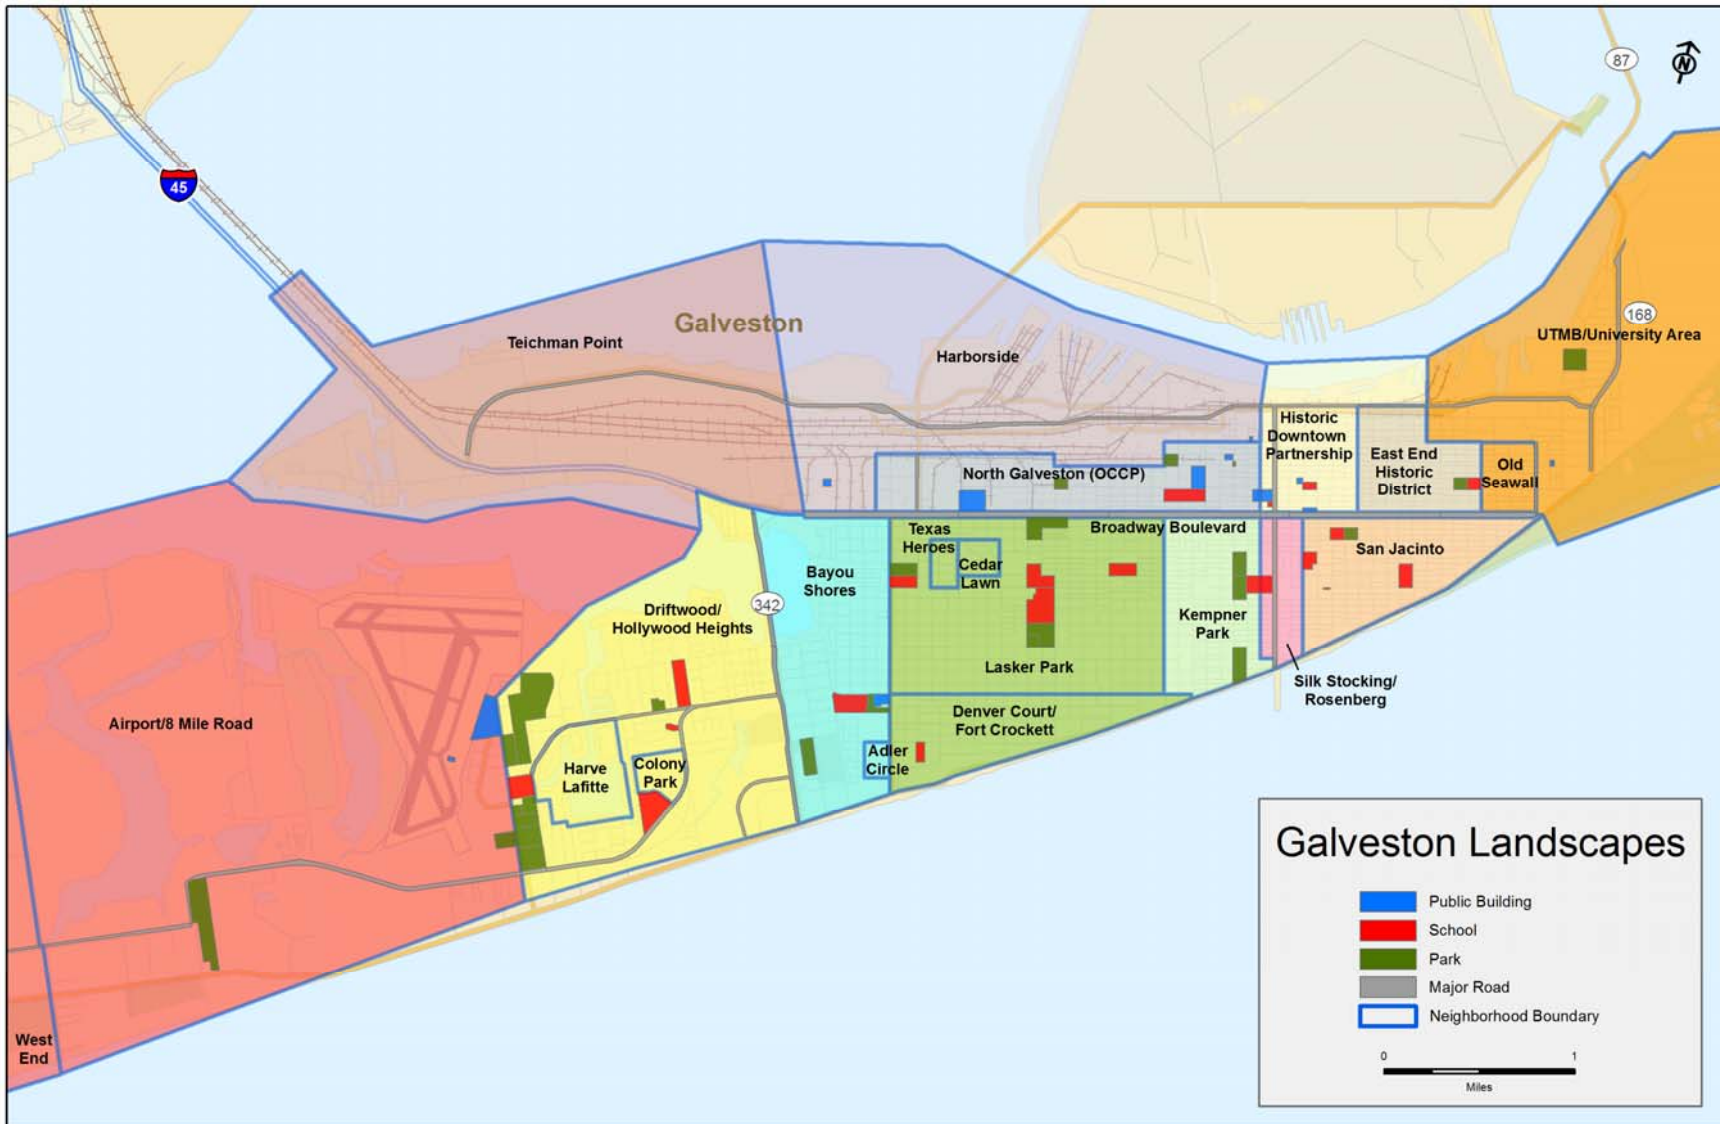 87
N
45
168
UTMB/University Area
Galveston
Teichman Point
Harborside
Historic
Downtown
Partnership
East End
Historic
District
Old
Seawall
North Galveston (OCCP)
Texas
Heroes
Cedar
Lawn
Broadway Boulevard
San Jacinto
Bayou
Shores
342
Driftwood/
Hollywood Heights
Kempner
Park
Lasker Park
Silk Stocking/
Rosenberg
Airport/8 Mile Road
Denver Court/
Fort Crockett
Adler
Circle
Harve
Lafitte
Colony
Park
West
End
Galveston Landscapes
Public Building
School
Park
Major Road
Neighborhood Boundary
0 1
Miles